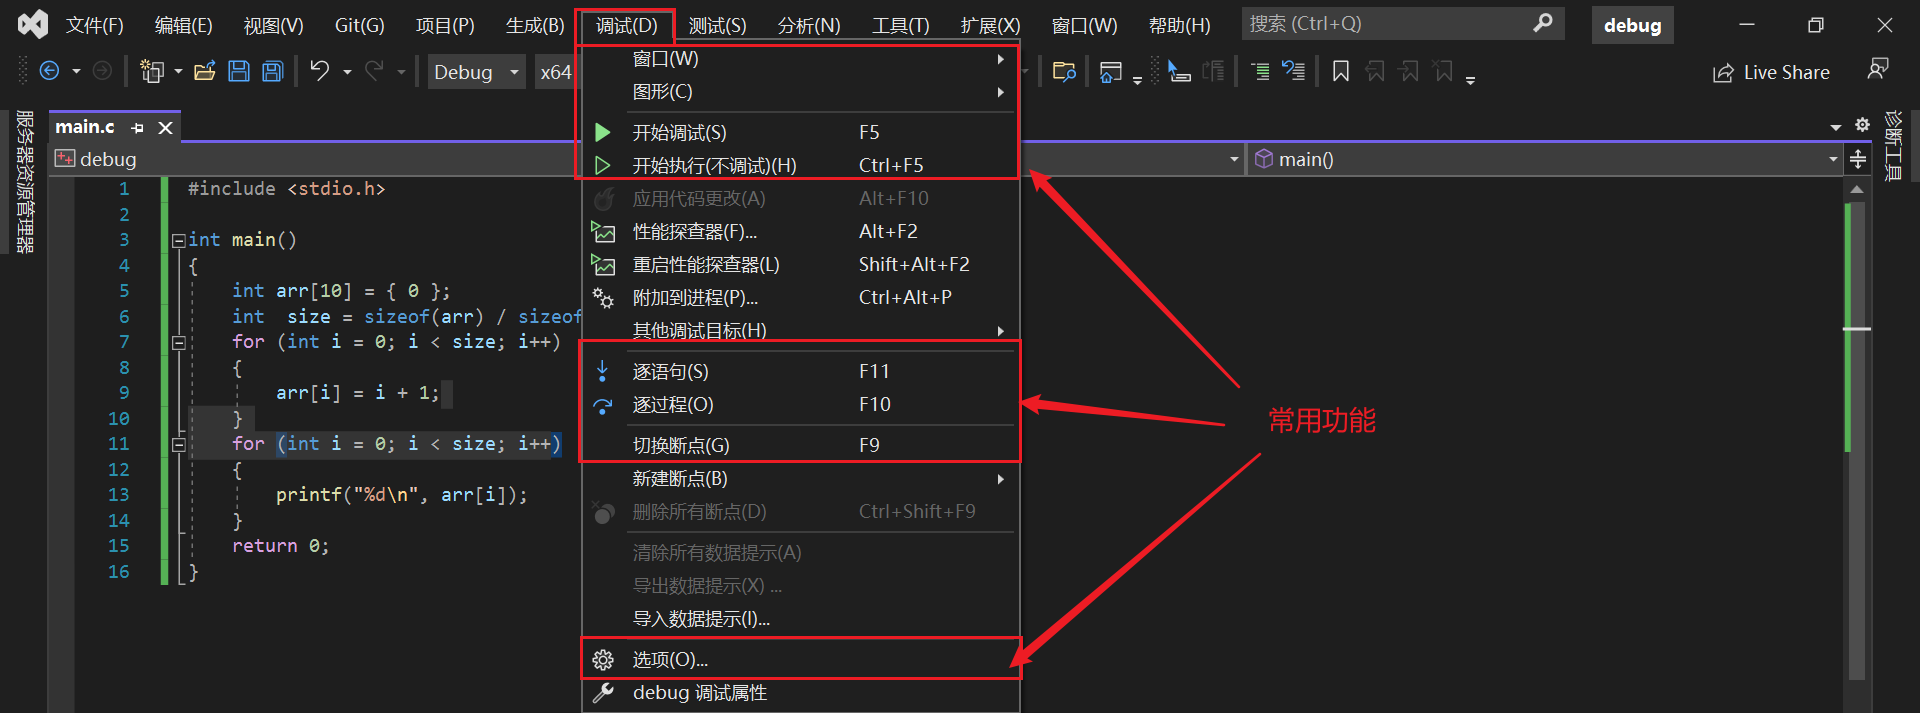 文件(F) 编辑(E) 视图(V) Git(G) 项目(P) 生成(B) 调试(D) 测试(S) 分析(N) 工具(T) 扩展(X) 窗口(W) 帮助(H) 搜索 (Ctrl+Q) debug
Debug x64 Live Share
服务器资源管理器
main.c
debug
main()
诊断工具
1 #include <stdio.h>
2
3 int main()
4 {
5 int arr[10] = { 0 };
6 int  size = sizeof(arr) / sizeof
7 for (int i = 0; i < size; i++)
8 {
9 arr[i] = i + 1;
10 }
11 for (int i = 0; i < size; i++)
12 {
13 printf("%d\n", arr[i]);
14 }
15 return 0;
16 }
窗口(W)
图形(C)
开始调试(S) F5
开始执行(不调试)(H) Ctrl+F5
应用代码更改(A) Alt+F10
性能探查器(F)... Alt+F2
重启性能探查器(L) Shift+Alt+F2
附加到进程(P)... Ctrl+Alt+P
其他调试目标(H)
逐语句(S) F11
逐过程(O) F10
切换断点(G) F9
新建断点(B)
删除所有断点(D) Ctrl+Shift+F9
清除所有数据提示(A)
导出数据提示(X) ...
导入数据提示(I)...
选项(O)...
debug 调试属性
常用功能